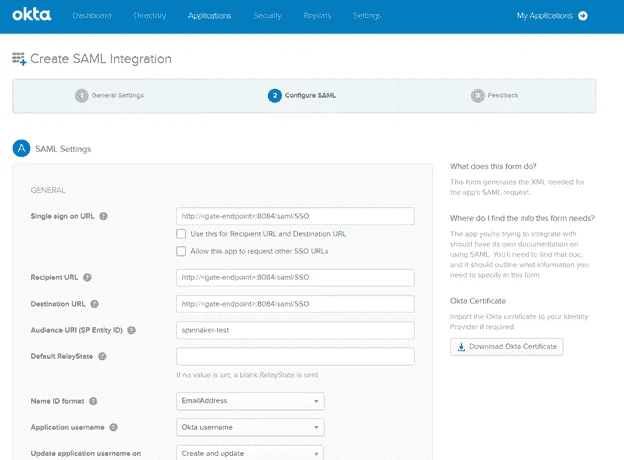 okta Dashboard Directory Applications Security Reports Settings My Applications
Create SAML Integration
1 General Settings 2 Configure SAML 3 Feedback
A SAML Settings
GENERAL
Single sign on URL ? http://<gate-endpoint>:8084/saml/SSO
Use this for Recipient URL and Destination URL
Allow this app to request other SSO URLs
Recipient URL ? http://<gate-endpoint>:8084/saml/SSO
Destination URL ? http://<gate-endpoint>:8084/saml/SSO
Audience URI (SP Entity ID) ? spinnaker-test
Default RelayState ?
If no value is set, a blank RelayState is sent
Name ID format ? EmailAddress
Application username ? Okta username
Update application username on Create and update
What does this form do?
This form generates the XML needed for
the app's SAML request.
Where do I find the info this form needs?
The app you're trying to integrate with
should have its own documentation on
using SAML. You'll need to find that doc,
and it should outline what information you
need to specify in this form.
Okta Certificate
Import the Okta certificate to your Identity
Provider if required.
Download Okta Certificate